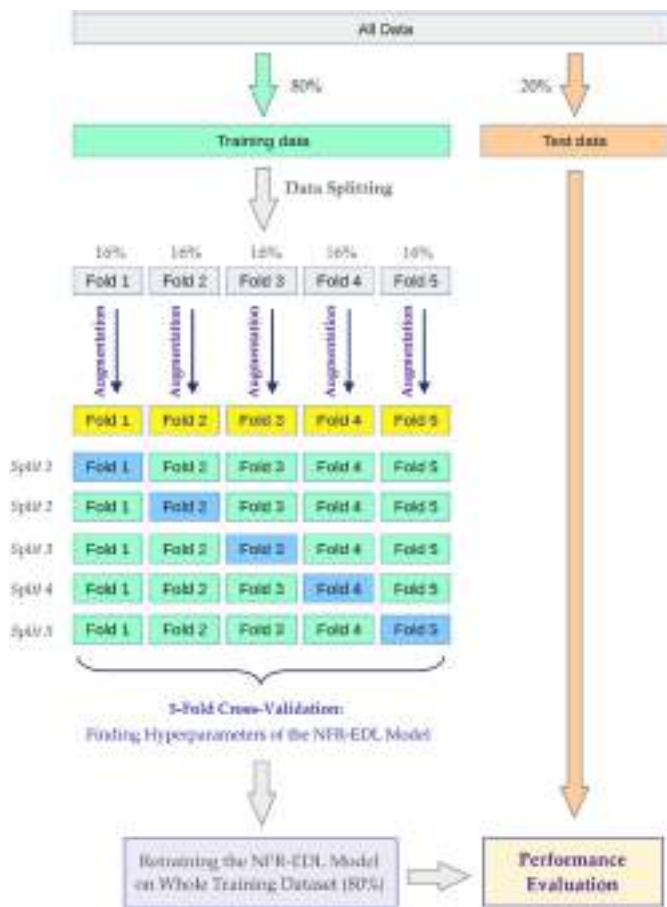 All Data
80%
20%
Training data
Test data
Data Splitting
16% 16% 16% 16% 16%
Fold 1 Fold 2 Fold 3 Fold 4 Fold 5
Augmentation Augmentation Augmentation Augmentation Augmentation
Fold 1 Fold 2 Fold 3 Fold 4 Fold 5
Split 1 Fold 1 Fold 2 Fold 3 Fold 4 Fold 5
Split 2 Fold 1 Fold 2 Fold 3 Fold 4 Fold 5
Split 3 Fold 1 Fold 2 Fold 3 Fold 4 Fold 5
Split 4 Fold 1 Fold 2 Fold 3 Fold 4 Fold 5
Split 5 Fold 1 Fold 2 Fold 3 Fold 4 Fold 5
5-Fold Cross-Validation:
Finding Hyperparameters of the NFR-EDL Model
Retraining the NFR-EDL Model
on Whole Training Dataset (80%)
Performance
Evaluation